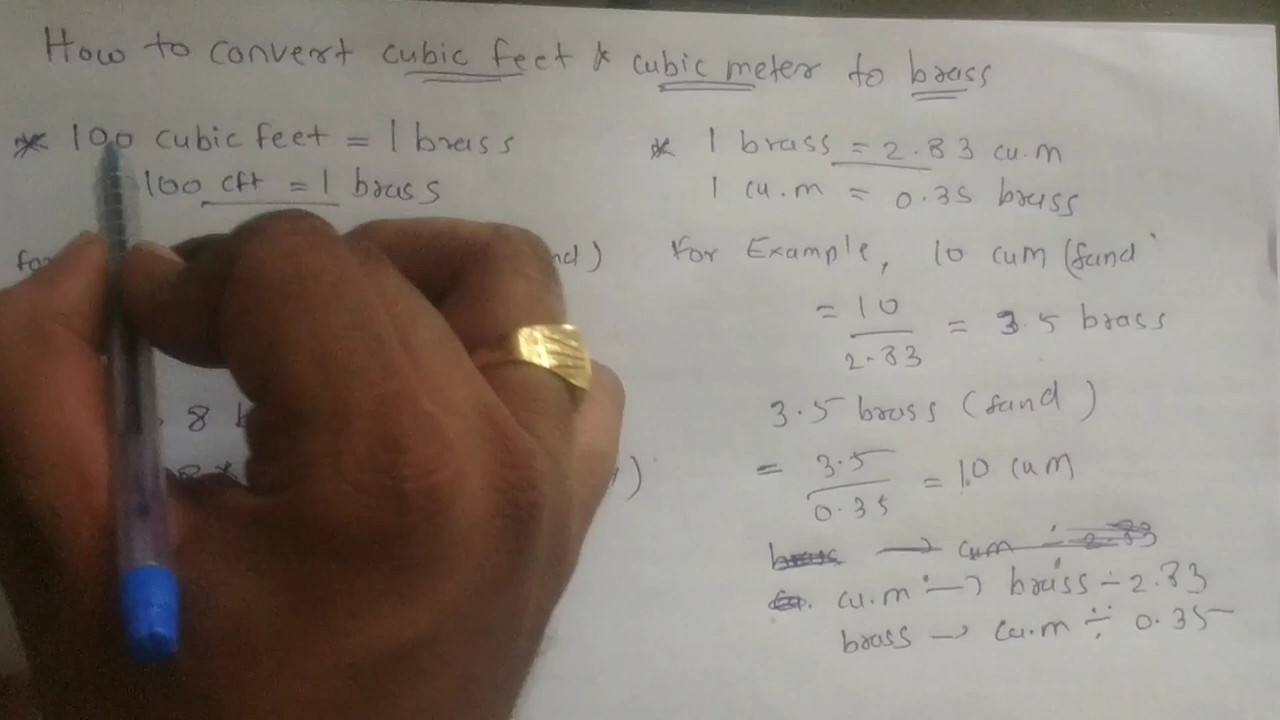 How to convert cubic feet & cubic meter to brass
* 100 cubic feet = 1 brass
100 cft = 1 brass
8
)
* 1 brass = 2.83 cu.m
1 cu.m = 0.35 brass
For Example, 10 cum (sand
= 10
2.83
= 3.5 brass
3.5 brass (sand)
= 3.5
0.35
= 10 cum
cu.m → brass ÷ 2.83
brass → cu.m ÷ 0.35